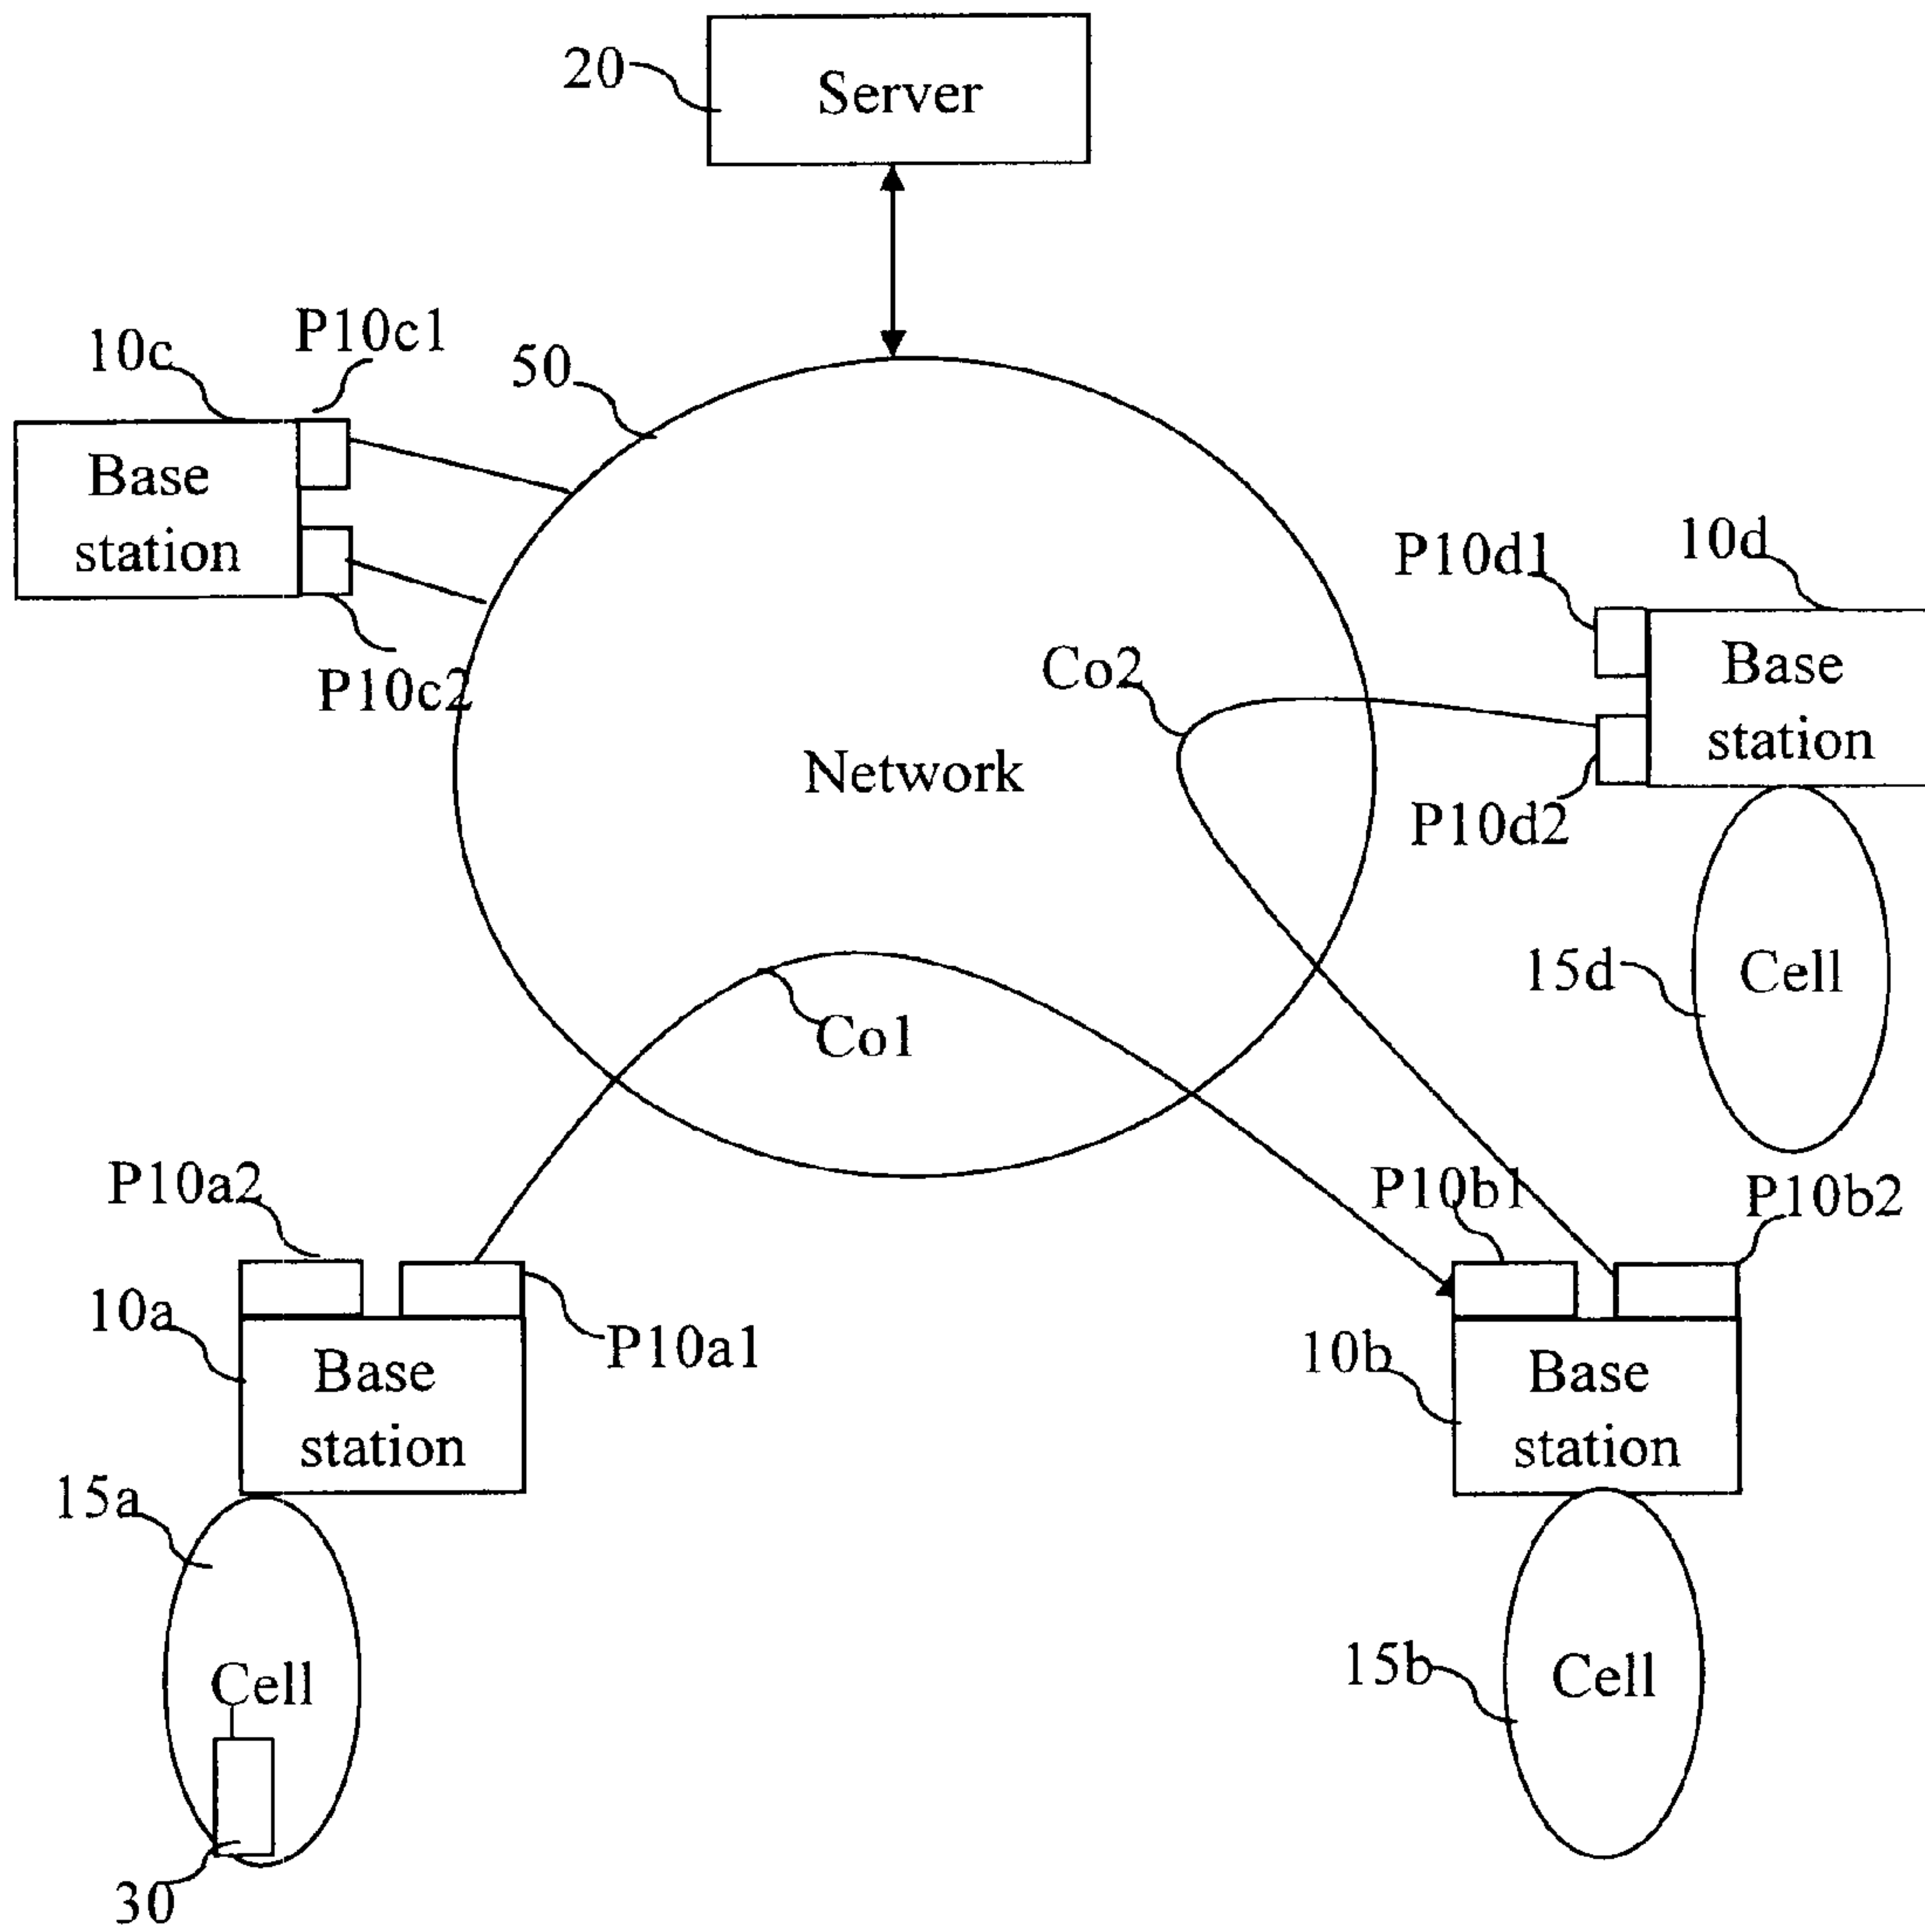 20
Server
P10c1
10c
50
Base
station
P10c2
10d
P10d1
Base
station
Co2
Network
P10d2
15d
Cell
Co1
P10a2
P10b1
P10b2
10a
P10a1
10b
Base
station
Base
station
15a
15b
Cell
Cell
30